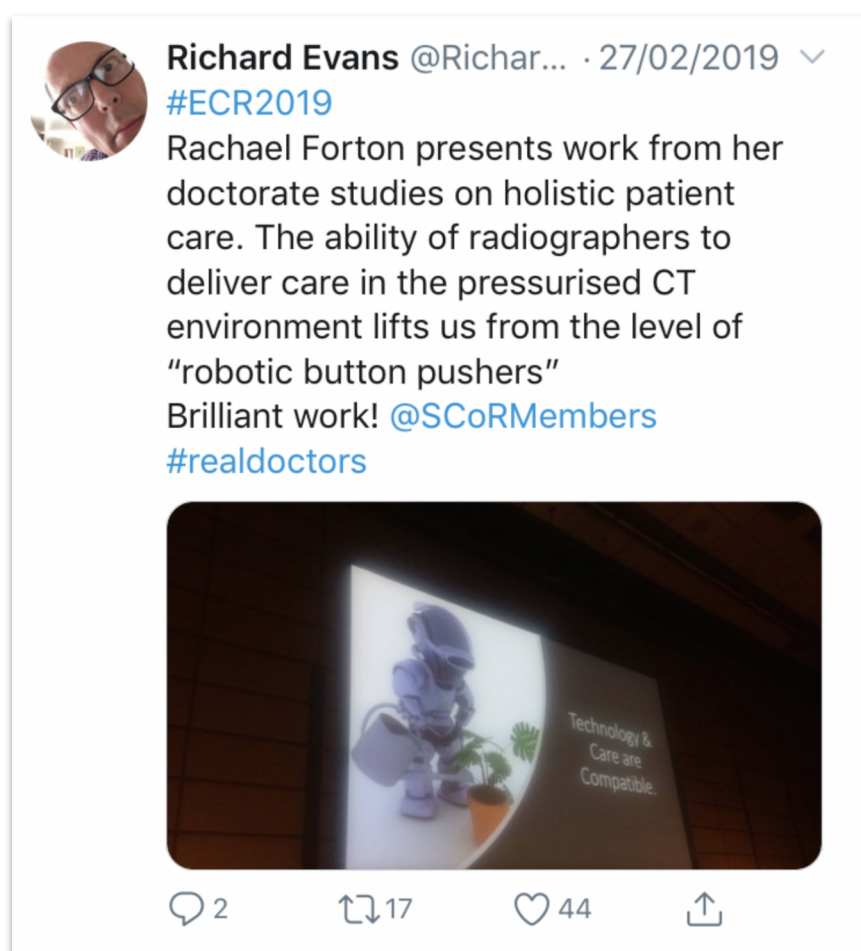 Richard Evans @Richar... · 27/02/2019
#ECR2019
Rachael Forton presents work from her
doctorate studies on holistic patient
care. The ability of radiographers to
deliver care in the pressurised CT
environment lifts us from the level of
“robotic button pushers”
Brilliant work! @SCoRMembers
#realdoctors
Technology &
Care are
Compatible.
2 17 44